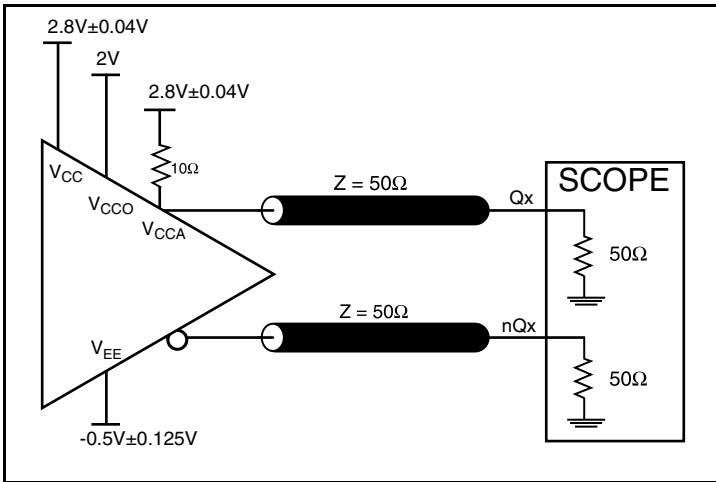 2.8V±0.04V
2V
2.8V±0.04V
10Ω
VCC
VCCO
VCCA
VEE
-0.5V±0.125V
Z = 50Ω
Qx
Z = 50Ω
nQx
SCOPE
50Ω
50Ω